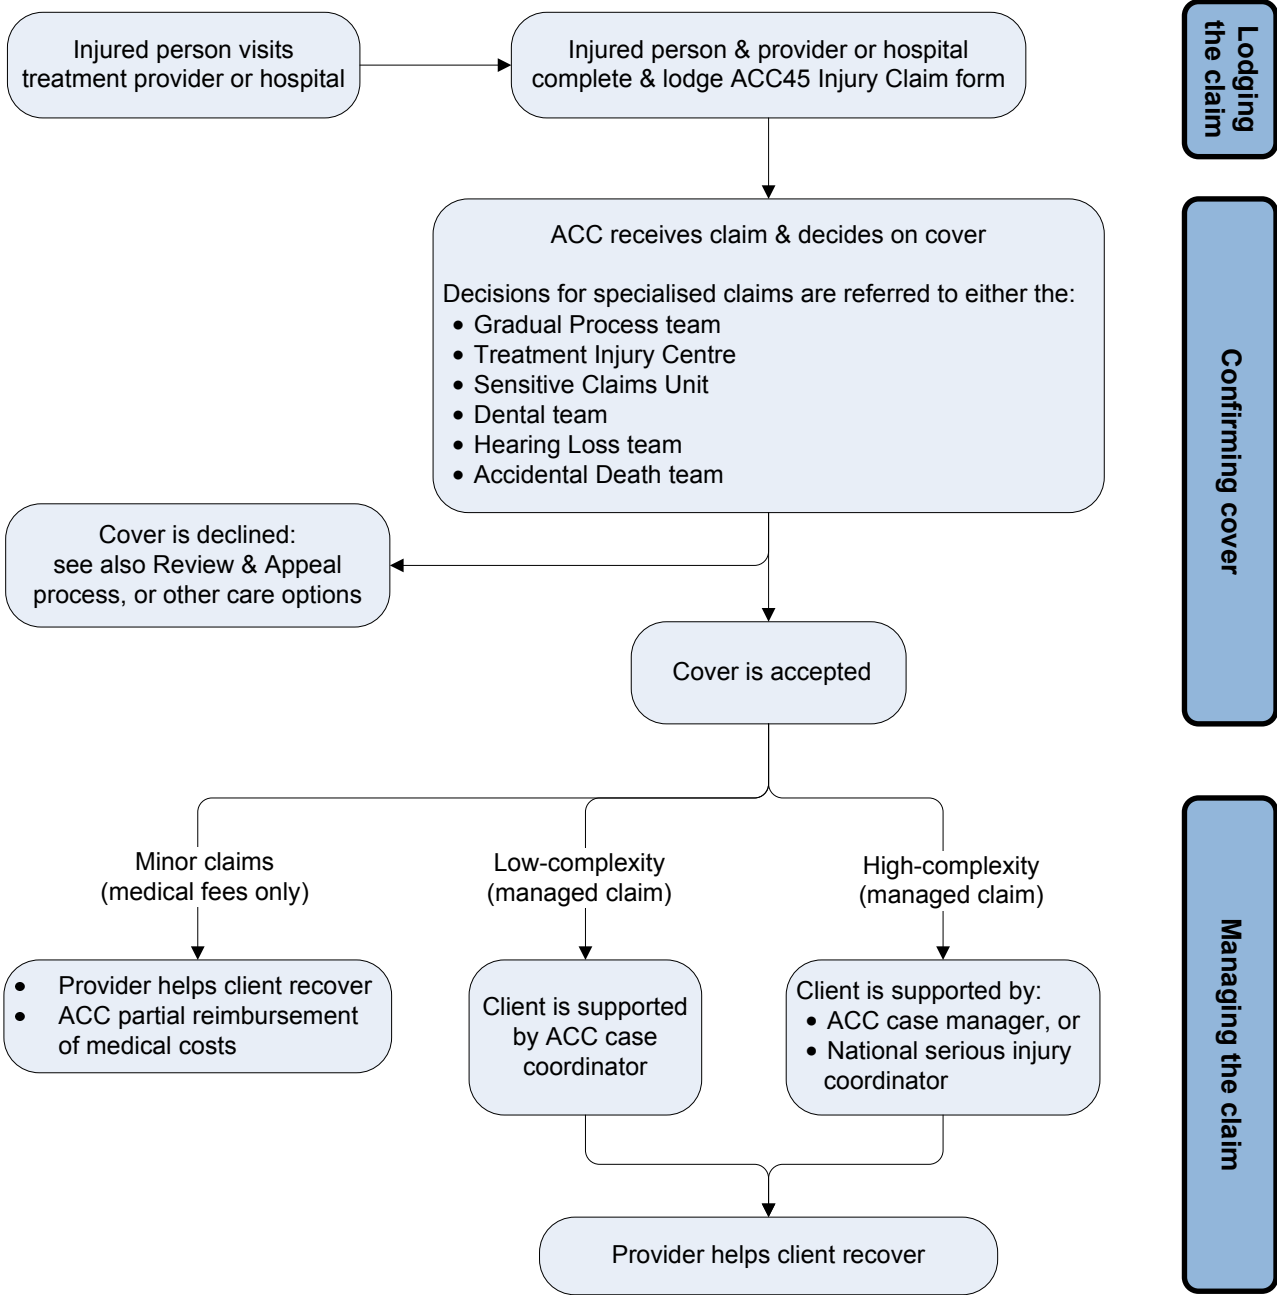 Injured person visits
treatment provider or hospital
Injured person & provider or hospital
complete & lodge ACC45 Injury Claim form
Lodging
the claim
ACC receives claim & decides on cover
Decisions for specialised claims are referred to either the:
• Gradual Process team
• Treatment Injury Centre
• Sensitive Claims Unit
• Dental team
• Hearing Loss team
• Accidental Death team
Confirming cover
Cover is declined:
see also Review & Appeal
process, or other care options
Cover is accepted
Minor claims
(medical fees only)
Low-complexity
(managed claim)
High-complexity
(managed claim)
Managing the claim
• Provider helps client recover
• ACC partial reimbursement
of medical costs
Client is supported
by ACC case
coordinator
Client is supported by:
• ACC case manager, or
• National serious injury
coordinator
Provider helps client recover